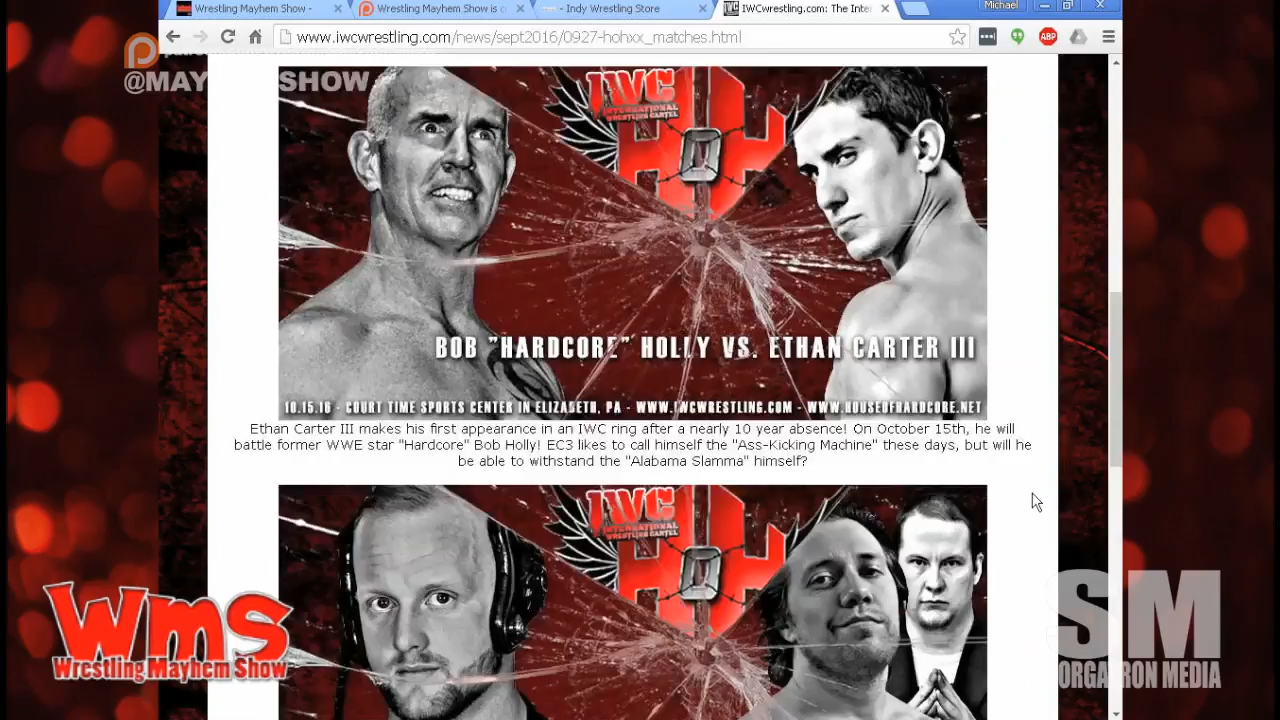 Wrestling Mayhem Show -
Wrestling Mayhem Show is c
- Indy Wrestling Store
IWCwrestling.com: The Inte
Michael
www.iwcwrestling.com/news/sept2016/0927-hohxx_matches.html
ABP
@MAY
SHOW
IWC
INTERNATIONAL
WRESTLING CARTEL
BOB "HARDCORE" HOLLY VS. ETHAN CARTER III
10.15.16 - COURT TIME SPORTS CENTER IN ELIZABETH, PA - WWW.IWCWRESTLING.COM - WWW.HOUSEOFHARDCORE.NET
Ethan Carter III makes his first appearance in an IWC ring after a nearly 10 year absence! On October 15th, he will
battle former WWE star "Hardcore" Bob Holly! EC3 likes to call himself the "Ass-Kicking Machine" these days, but will he
be able to withstand the "Alabama Slamma" himself?
IWC
INTERNATIONAL
WRESTLING CARTEL
WMS
Wrestling Mayhem Show
SM
ORGATRON MEDIA